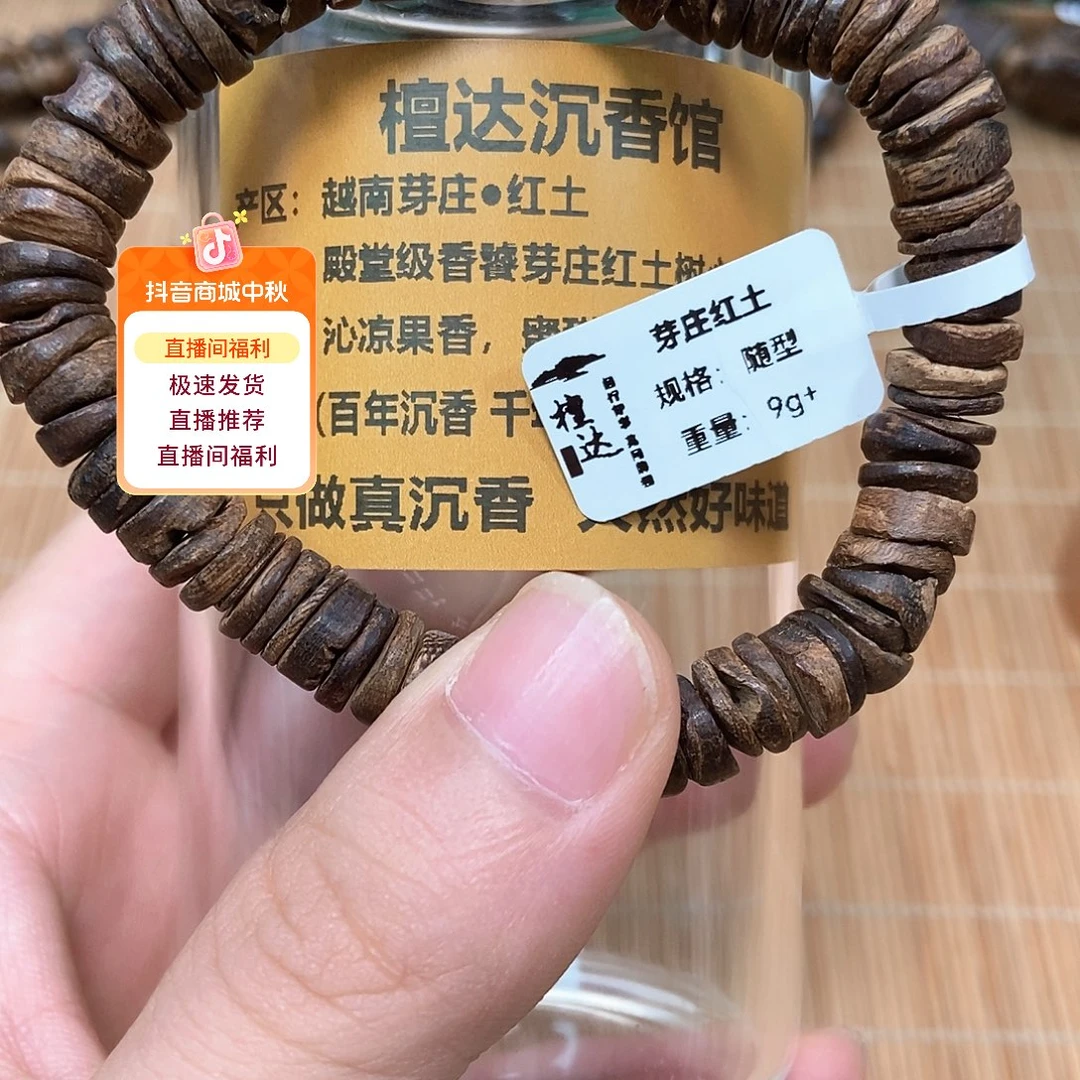 檀达沉香馆
产区：越南芽庄•红土
殿堂级香馥芽庄红土树
沁凉果香，蜜
（百年沉香 千
只做真沉香
然好味道
抖音商城中秋
直播间福利
极速发货
直播推荐
直播间福利
芽庄红土
规格：随型
重量：9g+
檀达